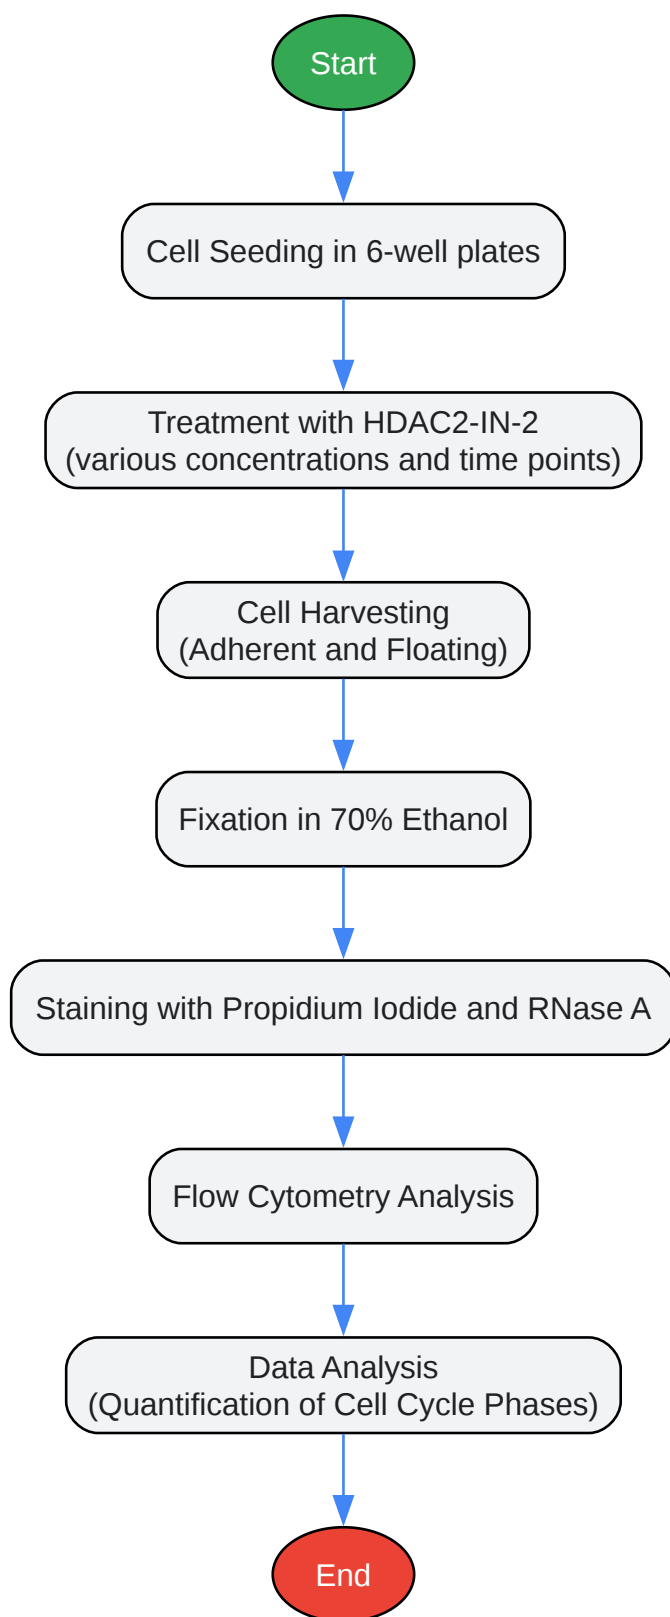 Start
Cell Seeding in 6-well plates
Treatment with HDAC2-IN-2
(various concentrations and time points)
Cell Harvesting
(Adherent and Floating)
Fixation in 70% Ethanol
Staining with Propidium Iodide and RNase A
Flow Cytometry Analysis
Data Analysis
(Quantification of Cell Cycle Phases)
End